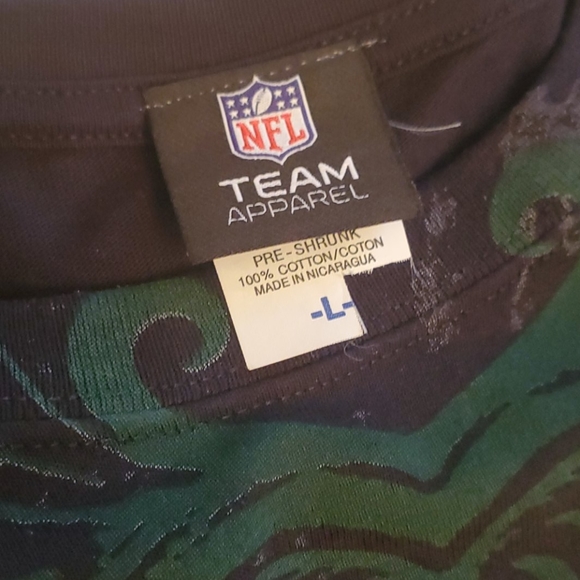 NFL
TEAM
APPAREL
PRE-SHRUNK
100% COTTON/COTON
MADE IN NICARAGUA
-L-